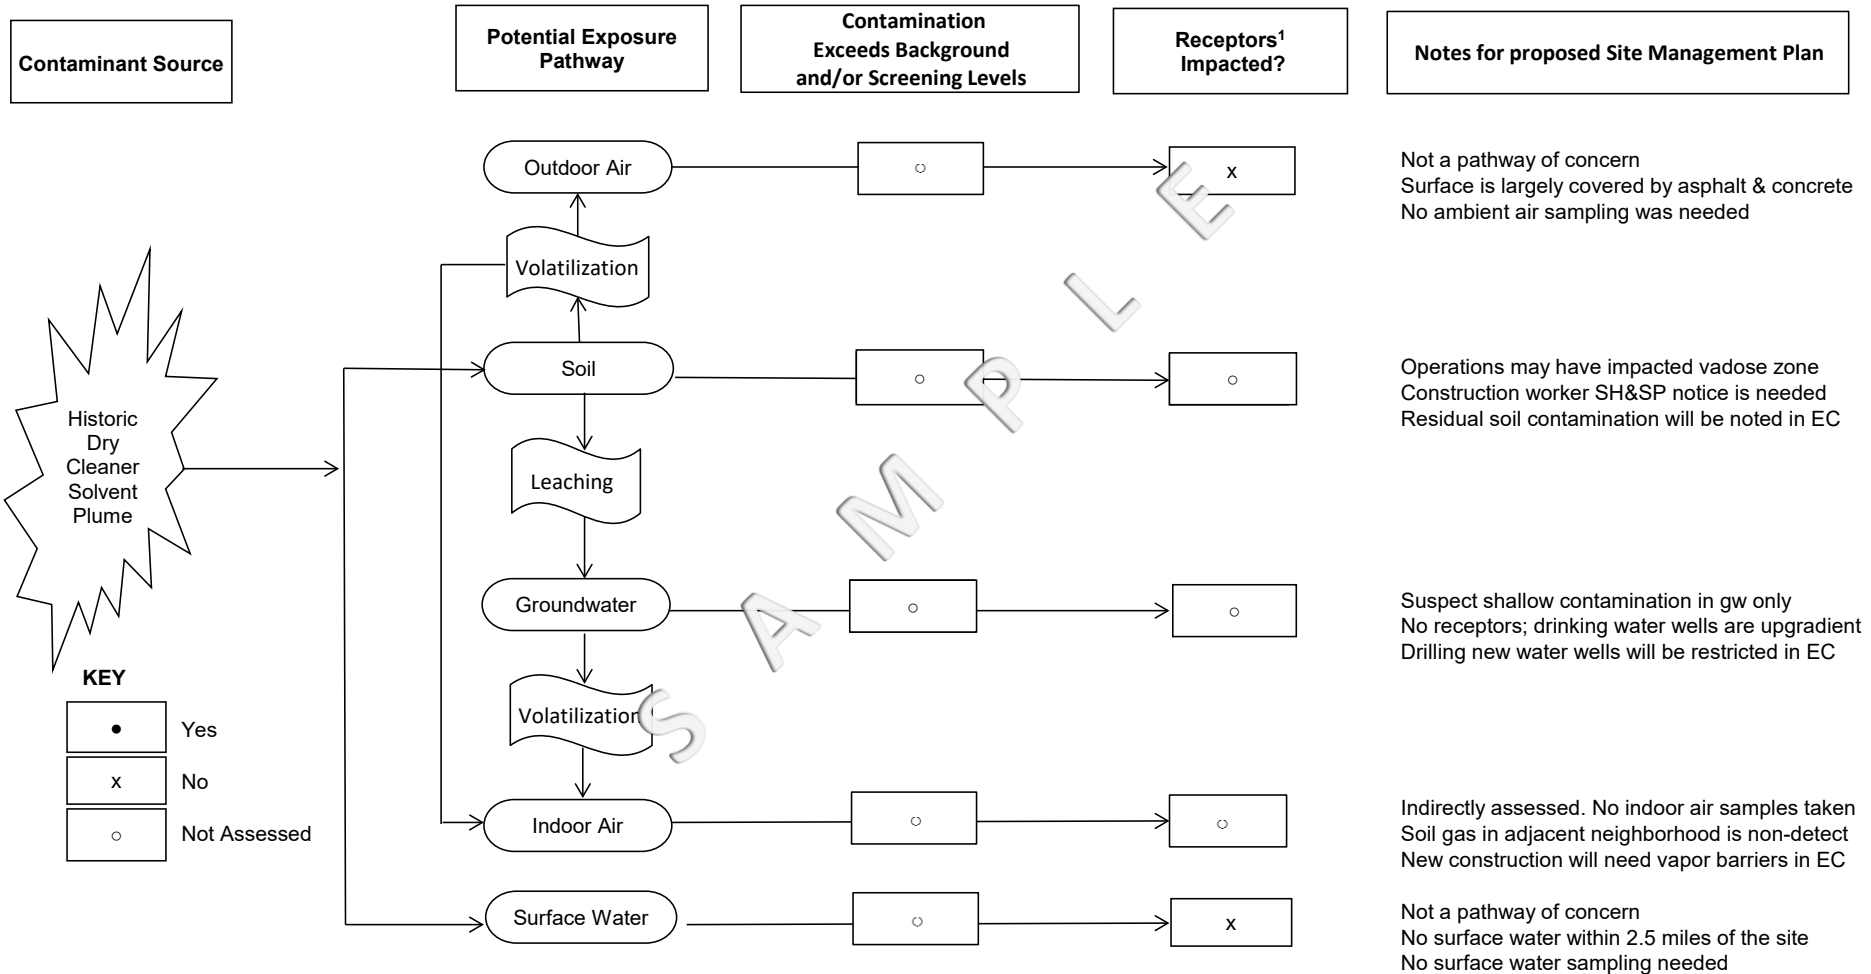 Contaminant Source
Potential Exposure
Pathway
Contamination
Exceeds Background
and/or Screening Levels
Receptors¹
Impacted?
Notes for proposed Site Management Plan
Outdoor Air
○
x
Not a pathway of concern
Surface is largely covered by asphalt & concrete
No ambient air sampling was needed
Volatilization
Soil
○
○
Operations may have impacted vadose zone
Construction worker SH&SP notice is needed
Residual soil contamination will be noted in EC
Historic
Dry
Cleaner
Solvent
Plume
Leaching
Groundwater
○
○
Suspect shallow contamination in gw only
No receptors; drinking water wells are upgradient
Drilling new water wells will be restricted in EC
Volatilization
Indoor Air
○
○
Indirectly assessed. No indoor air samples taken
Soil gas in adjacent neighborhood is non-detect
New construction will need vapor barriers in EC
Surface Water
○
x
Not a pathway of concern
No surface water within 2.5 miles of the site
No surface water sampling needed
KEY
● Yes
x No
○ Not Assessed
SAMPLE